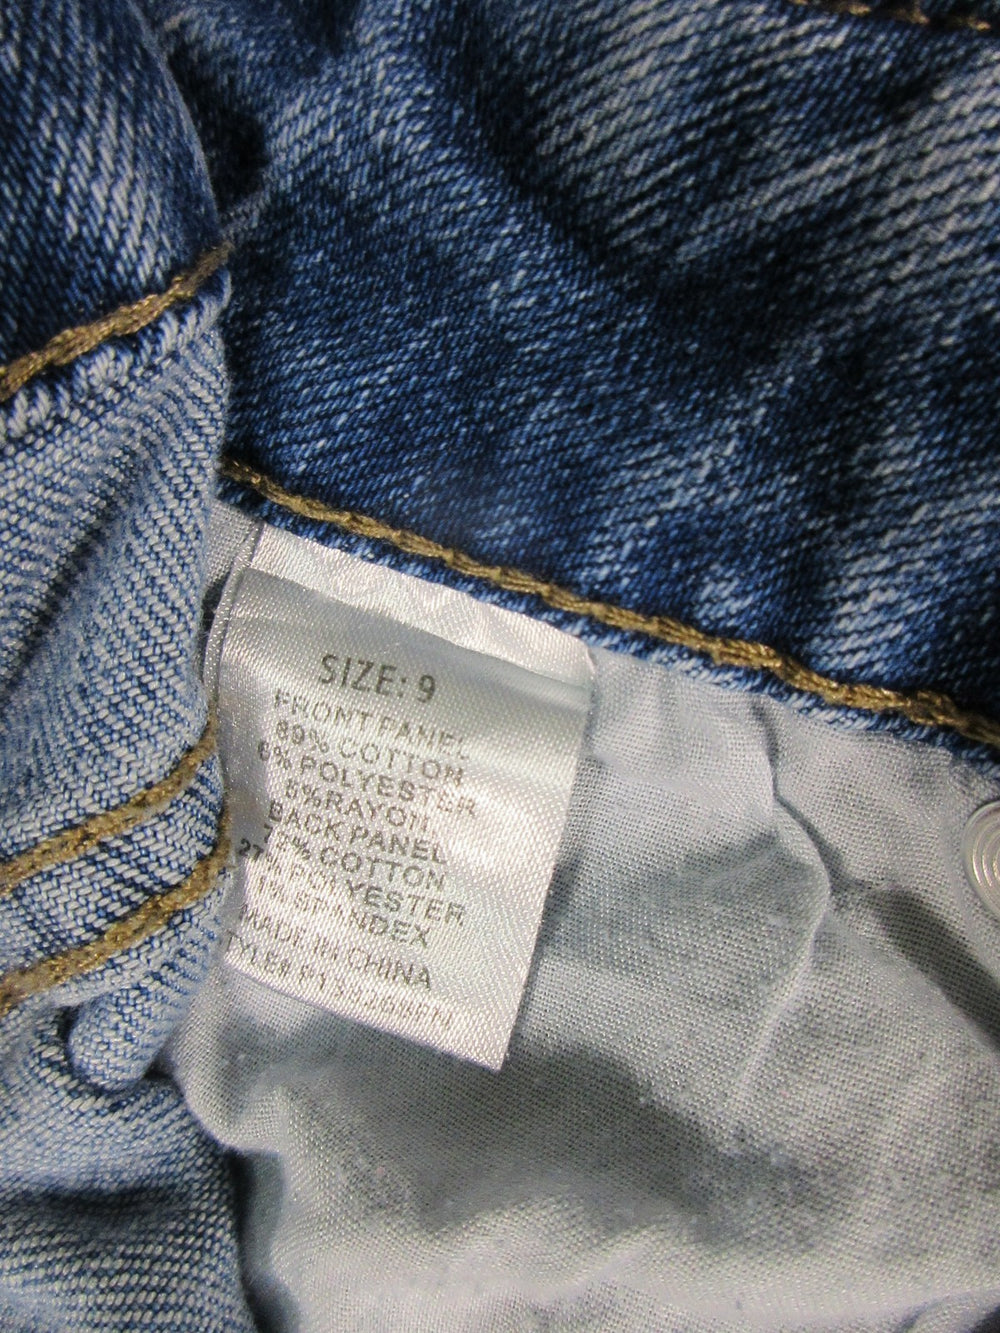 SIZE: 9
FRONT PANEL
89% COTTON
6% POLYESTER
5% RAYON
BACK PANEL
72% COTTON
27% POLYESTER
1% SPANDEX
MADE IN CHINA